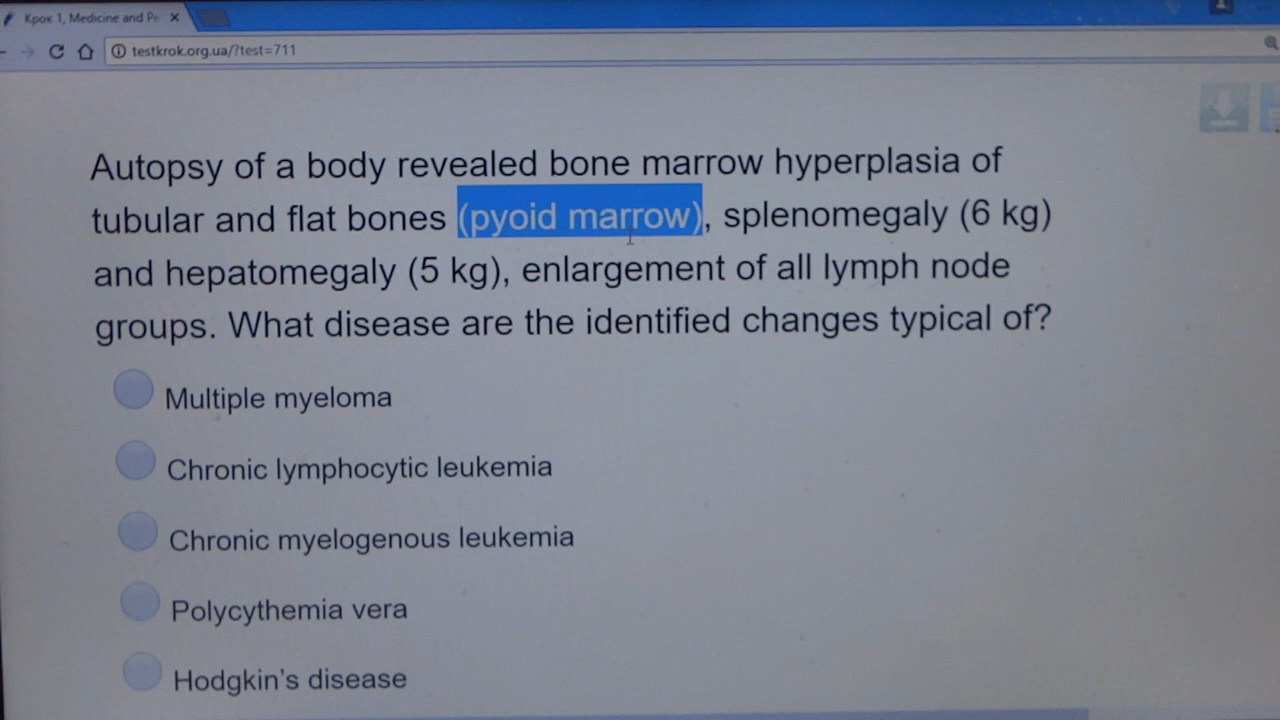 Крок 1, Medicine and Pe
testkrok.org.ua/?test=711
Autopsy of a body revealed bone marrow hyperplasia of
tubular and flat bones (pyoid marrow), splenomegaly (6 kg)
and hepatomegaly (5 kg), enlargement of all lymph node
groups. What disease are the identified changes typical of?
Multiple myeloma
Chronic lymphocytic leukemia
Chronic myelogenous leukemia
Polycythemia vera
Hodgkin's disease